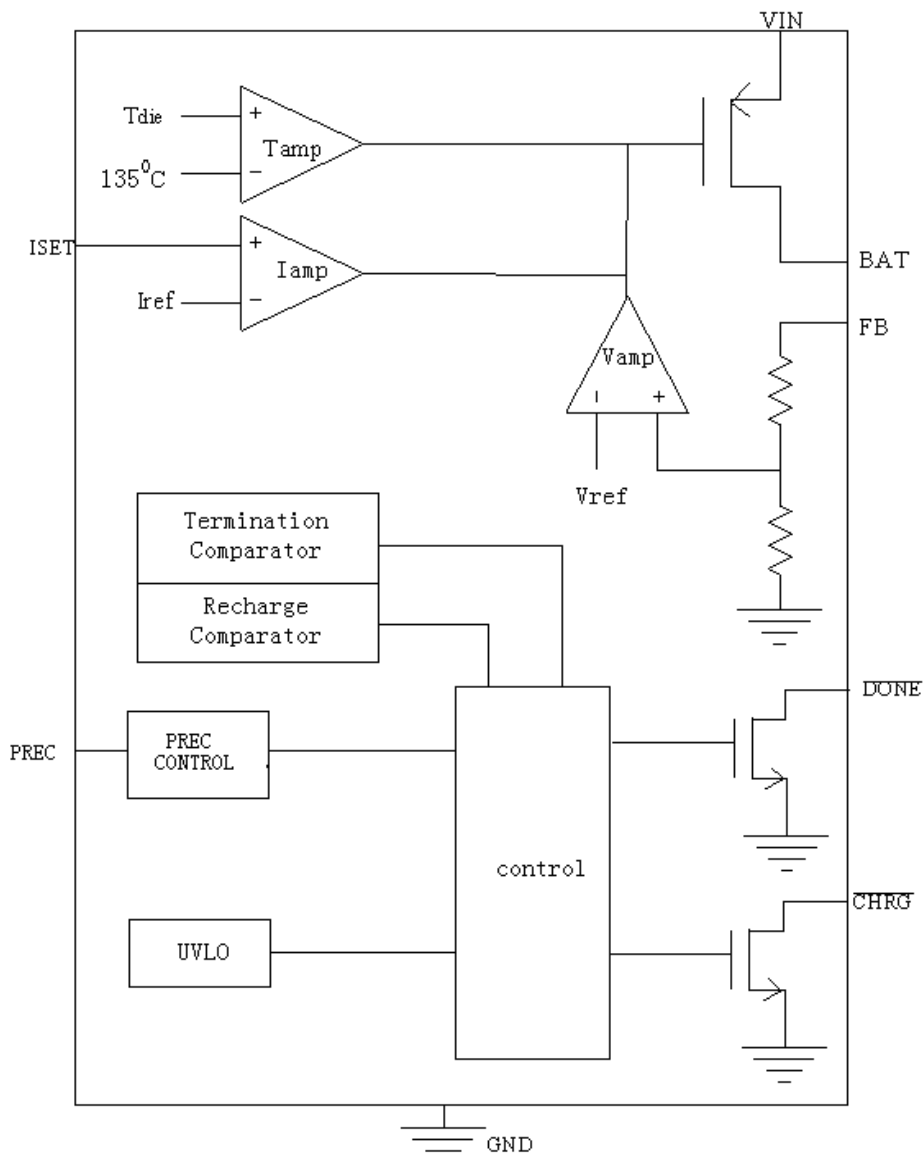 VIN
Tdie
+
Tamp
135⁰C
−
ISET
+
Iamp
BAT
Iref
−
FB
Vamp
−
+
Vref
Termination
Comparator
Recharge
Comparator
DONE
PREC
PREC
CONTROL
control
CHRG
UVLO
GND